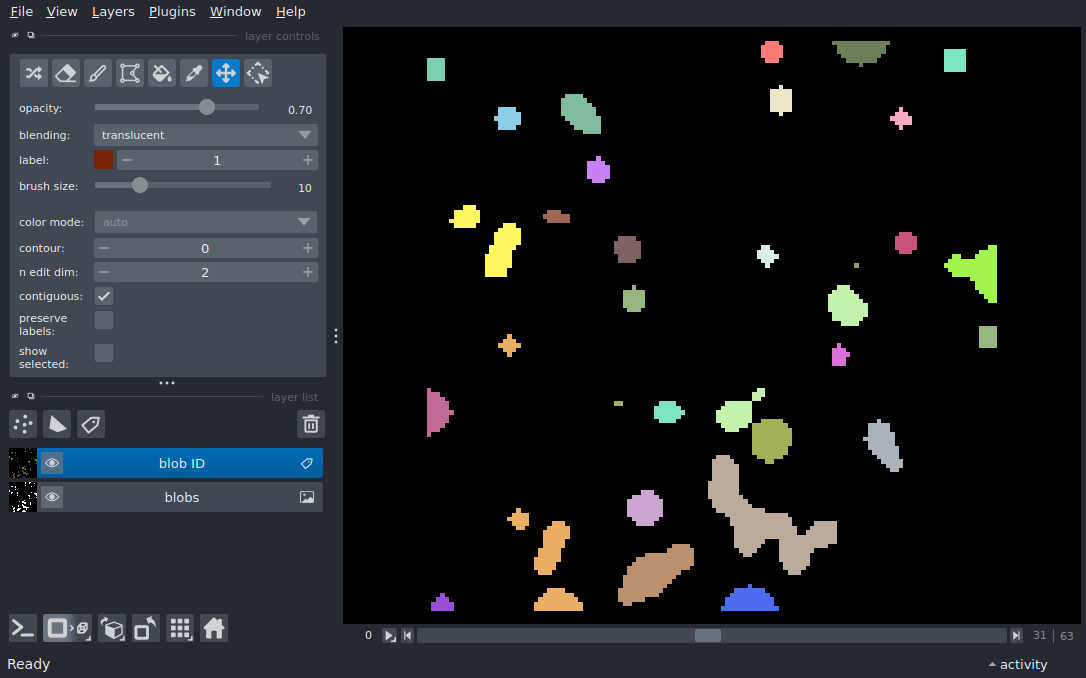 File View Layers Plugins Window Help
layer controls
opacity: 0.70
blending: translucent
label: 1
brush size: 10
color mode: auto
contour: 0
n edit dim: 2
contiguous:
preserve
labels:
show
selected:
layer list
blob ID
blobs
0 31 63
Ready activity